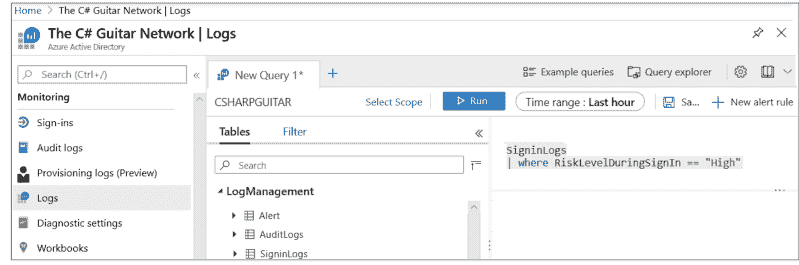 Home > The C# Guitar Network | Logs
The C# Guitar Network | Logs
Azure Active Directory
Search (Ctrl+/)
«
Monitoring
Sign-ins
Audit logs
Provisioning logs (Preview)
Logs
Diagnostic settings
Workbooks
New Query 1*
+
Example queries
Query explorer
CSHARPGUITAR
Select Scope
Run
Time range : Last hour
Sa...
+ New alert rule
Tables
Filter
«
Search
LogManagement
Alert
AuditLogs
SigninLogs
SigninLogs
| where RiskLevelDuringSignIn == "High"
...